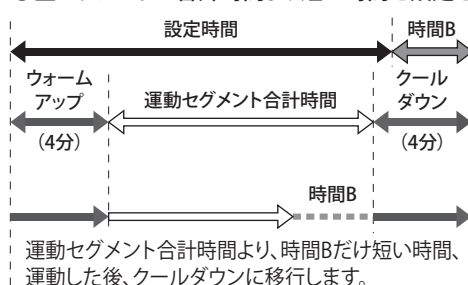 設定時間
時間B
ウォーム
アップ
運動セグメント合計時間
クール
ダウン
(4分)
(4分)
時間B
運動セグメント合計時間より、時間Bだけ短い時間、
運動した後、クールダウンに移行します。